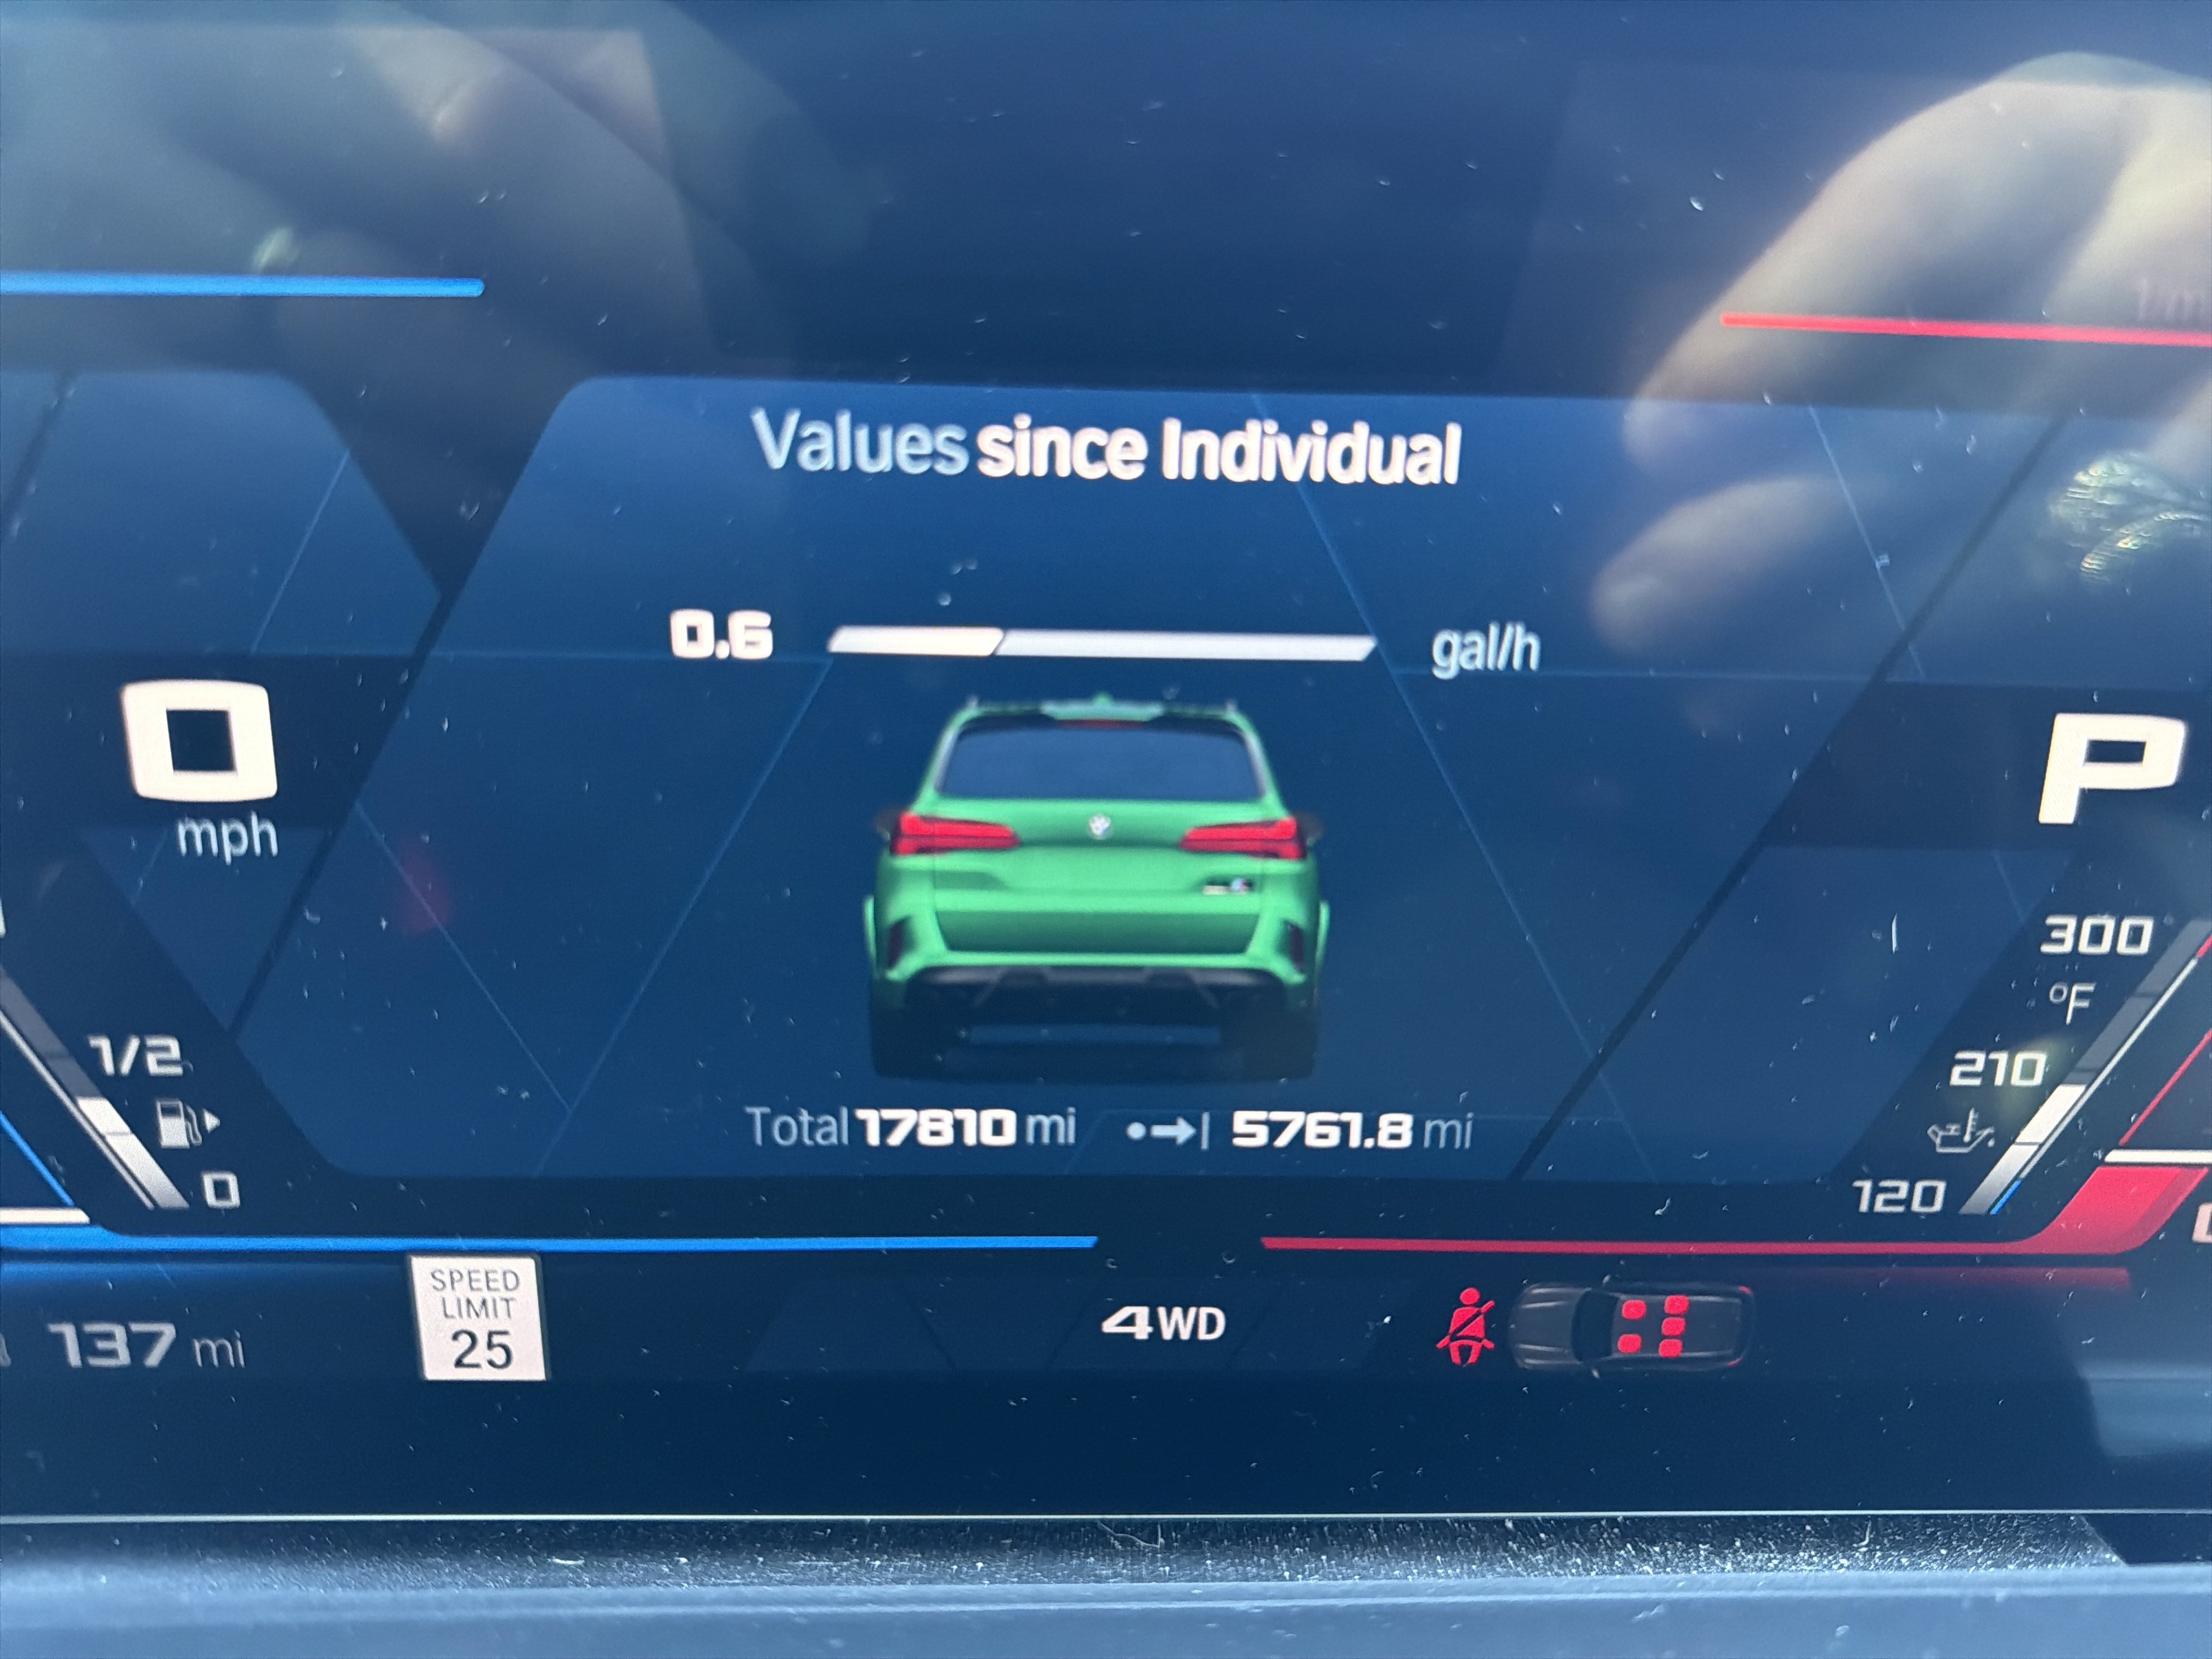 Values since Individual
0.6 gal/h
0
mph
P
300
°F
1/2
210
Total 17810 mi 5761.8 mi
0
120
SPEED
LIMIT
25
137 mi
4WD